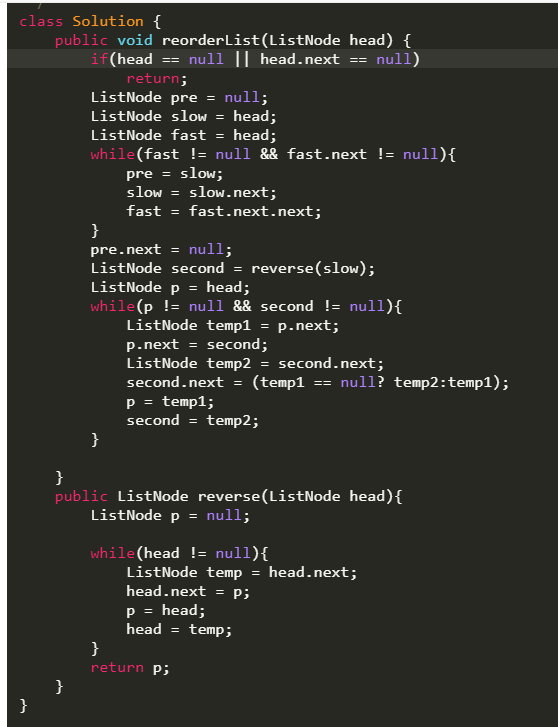 class Solution {
    public void reorderList(ListNode head) {
        if(head == null || head.next == null)
            return;
        ListNode pre = null;
        ListNode slow = head;
        ListNode fast = head;
        while(fast != null && fast.next != null){
            pre = slow;
            slow = slow.next;
            fast = fast.next.next;
        }
        pre.next = null;
        ListNode second = reverse(slow);
        ListNode p = head;
        while(p != null && second != null){
            ListNode temp1 = p.next;
            p.next = second;
            ListNode temp2 = second.next;
            second.next = (temp1 == null? temp2:temp1);
            p = temp1;
            second = temp2;
        }

    }
    public ListNode reverse(ListNode head){
        ListNode p = null;

        while(head != null){
            ListNode temp = head.next;
            head.next = p;
            p = head;
            head = temp;
        }
        return p;
    }
}